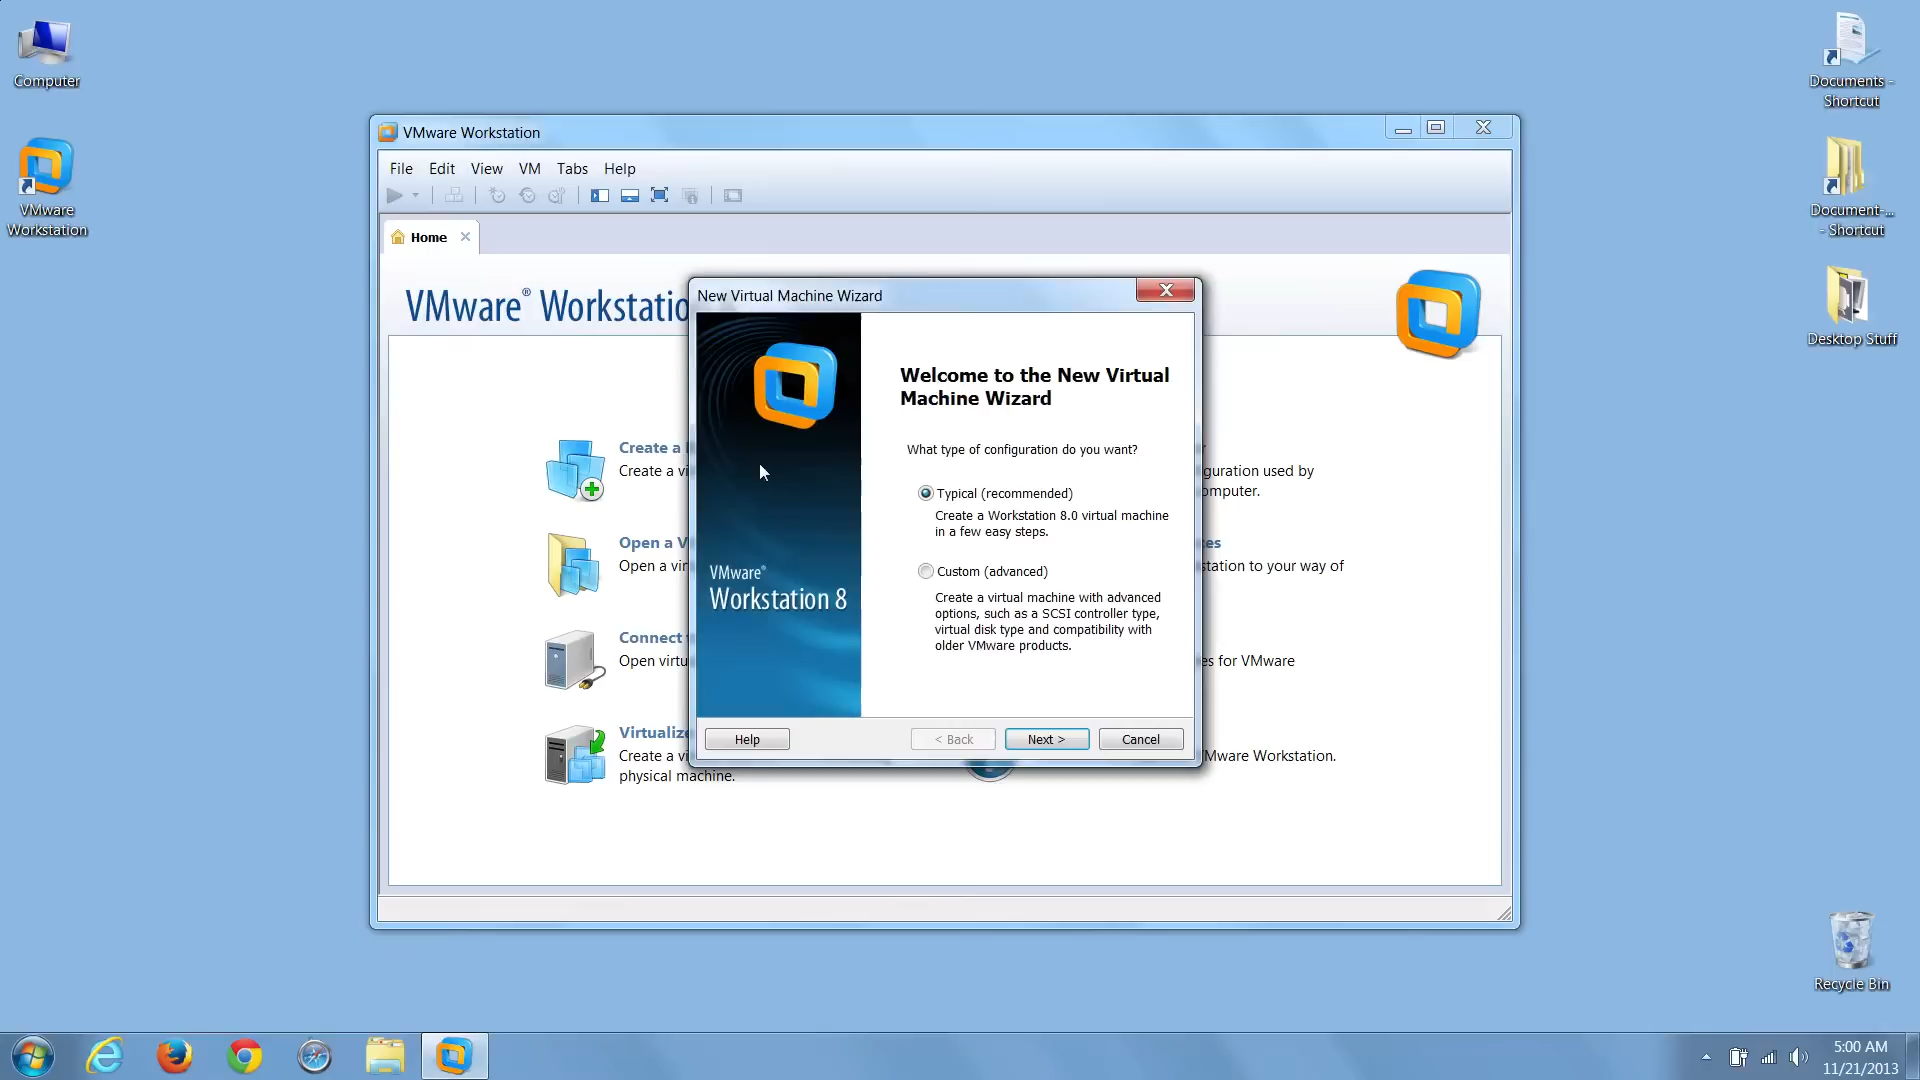 Computer
VMware
Workstation
Documents -
Shortcut
Document-...
- Shortcut
Desktop Stuff
Recycle Bin
VMware Workstation
File Edit View VM Tabs Help
Home
VMware® Workstatio
Create a
Create a vi
Open a V
Open a vir
Connect
Open virtu
Virtualize
Create a vi
physical machine.
guration used by
omputer.
es
station to your way of
es for VMware
Mware Workstation.
New Virtual Machine Wizard
VMware®
Workstation 8
Welcome to the New Virtual
Machine Wizard
What type of configuration do you want?
Typical (recommended)
Create a Workstation 8.0 virtual machine
in a few easy steps.
Custom (advanced)
Create a virtual machine with advanced
options, such as a SCSI controller type,
virtual disk type and compatibility with
older VMware products.
Help < Back Next > Cancel
5:00 AM
11/21/2013